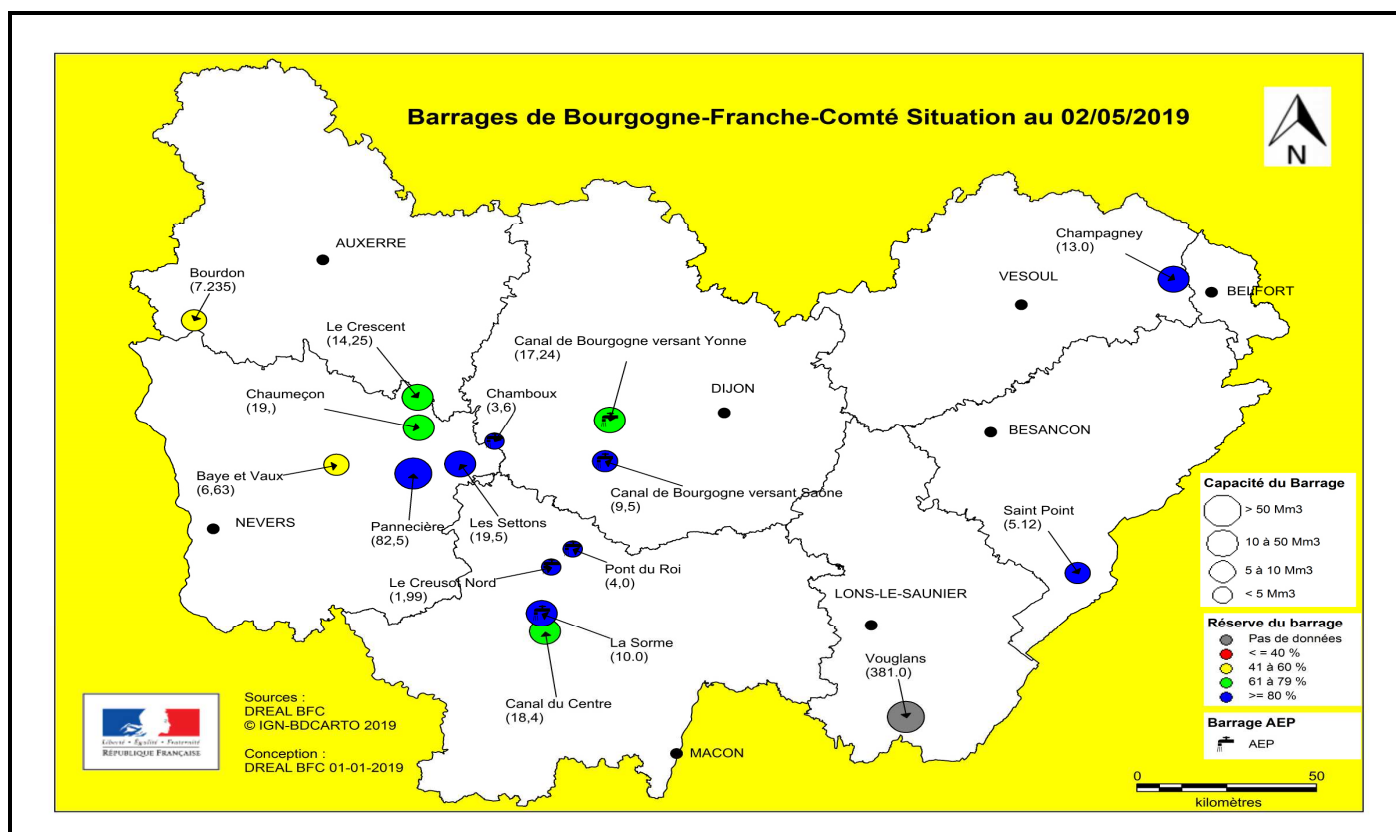 Barrages de Bourgogne-Franche-Comté Situation au 02/05/2019
N
AUXERRE
Bourdon
(7.235)
Champagney
(13.0)
VESOUL
BELFORT
Le Crescent
(14,25)
Canal de Bourgogne versant Yonne
(17,24)
Chaumeçon
(19,)
Chamboux
(3,6)
DIJON
BESANCON
Baye et Vaux
(6,63)
NEVERS
Pannecière
(82,5)
Les Settons
(19,5)
Canal de Bourgogne versant Saône
(9,5)
Saint Point
(5.12)
Le Creusot Nord
(1,99)
Pont du Roi
(4,0)
LONS-LE-SAUNIER
La Sorme
(10.0)
Vouglans
(381.0)
Canal du Centre
(18,4)
MACON
Capacité du Barrage
> 50 Mm3
10 à 50 Mm3
5 à 10 Mm3
< 5 Mm3
Réserve du barrage
Pas de données
< = 40 %
41 à 60 %
61 à 79 %
>= 80 %
Barrage AEP
AEP
0 50
kilomètres
Liberté • Égalité • Fraternité
RÉPUBLIQUE FRANÇAISE
Sources :
DREAL BFC
© IGN-BDCARTO 2019
Conception :
DREAL BFC 01-01-2019